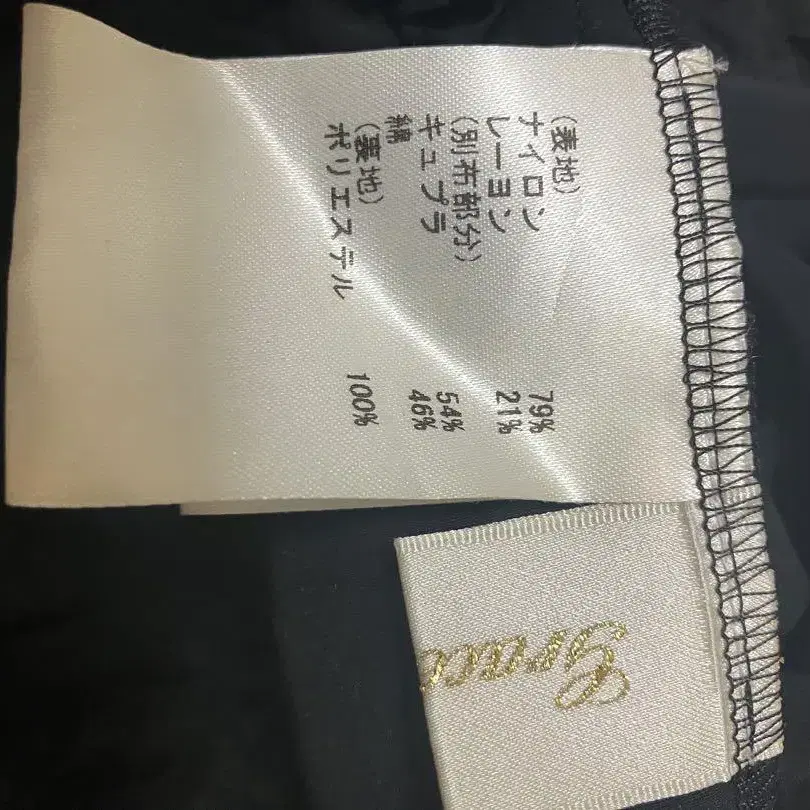 (表地)
ナイロン 79%
レーヨン 21%
(別布部分)
キュプラ 54%
綿 46%
(裏地)
ポリエステル 100%
Grace